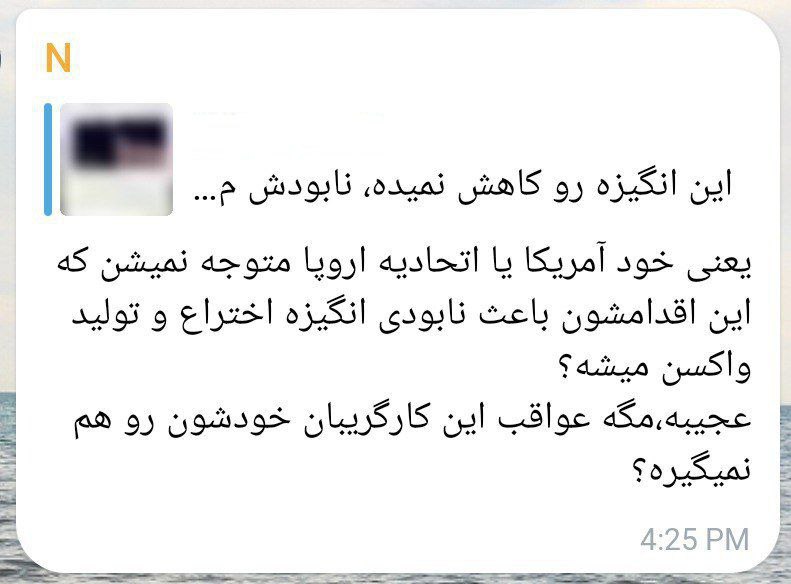 N
این انگیزه رو کاهش نمیده، نابودش م...
یعنی خود آمریکا یا اتحادیه اروپا متوجه نمیشن که
این اقدامشون باعث نابودی انگیزه اختراع و تولید
واکسن میشه؟
عجیبه،مگه عواقب این کارگریبان خودشون رو هم
نمیگیره؟
4:25 PM